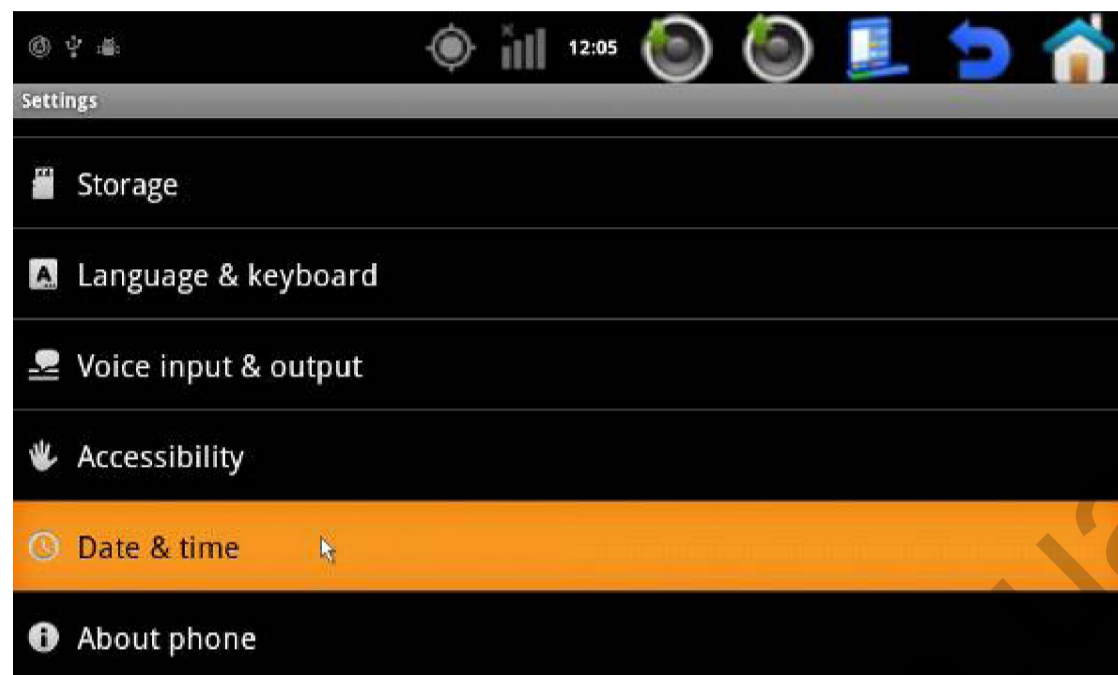 12:05
Settings
Storage
Language & keyboard
Voice input & output
Accessibility
Date & time
About phone